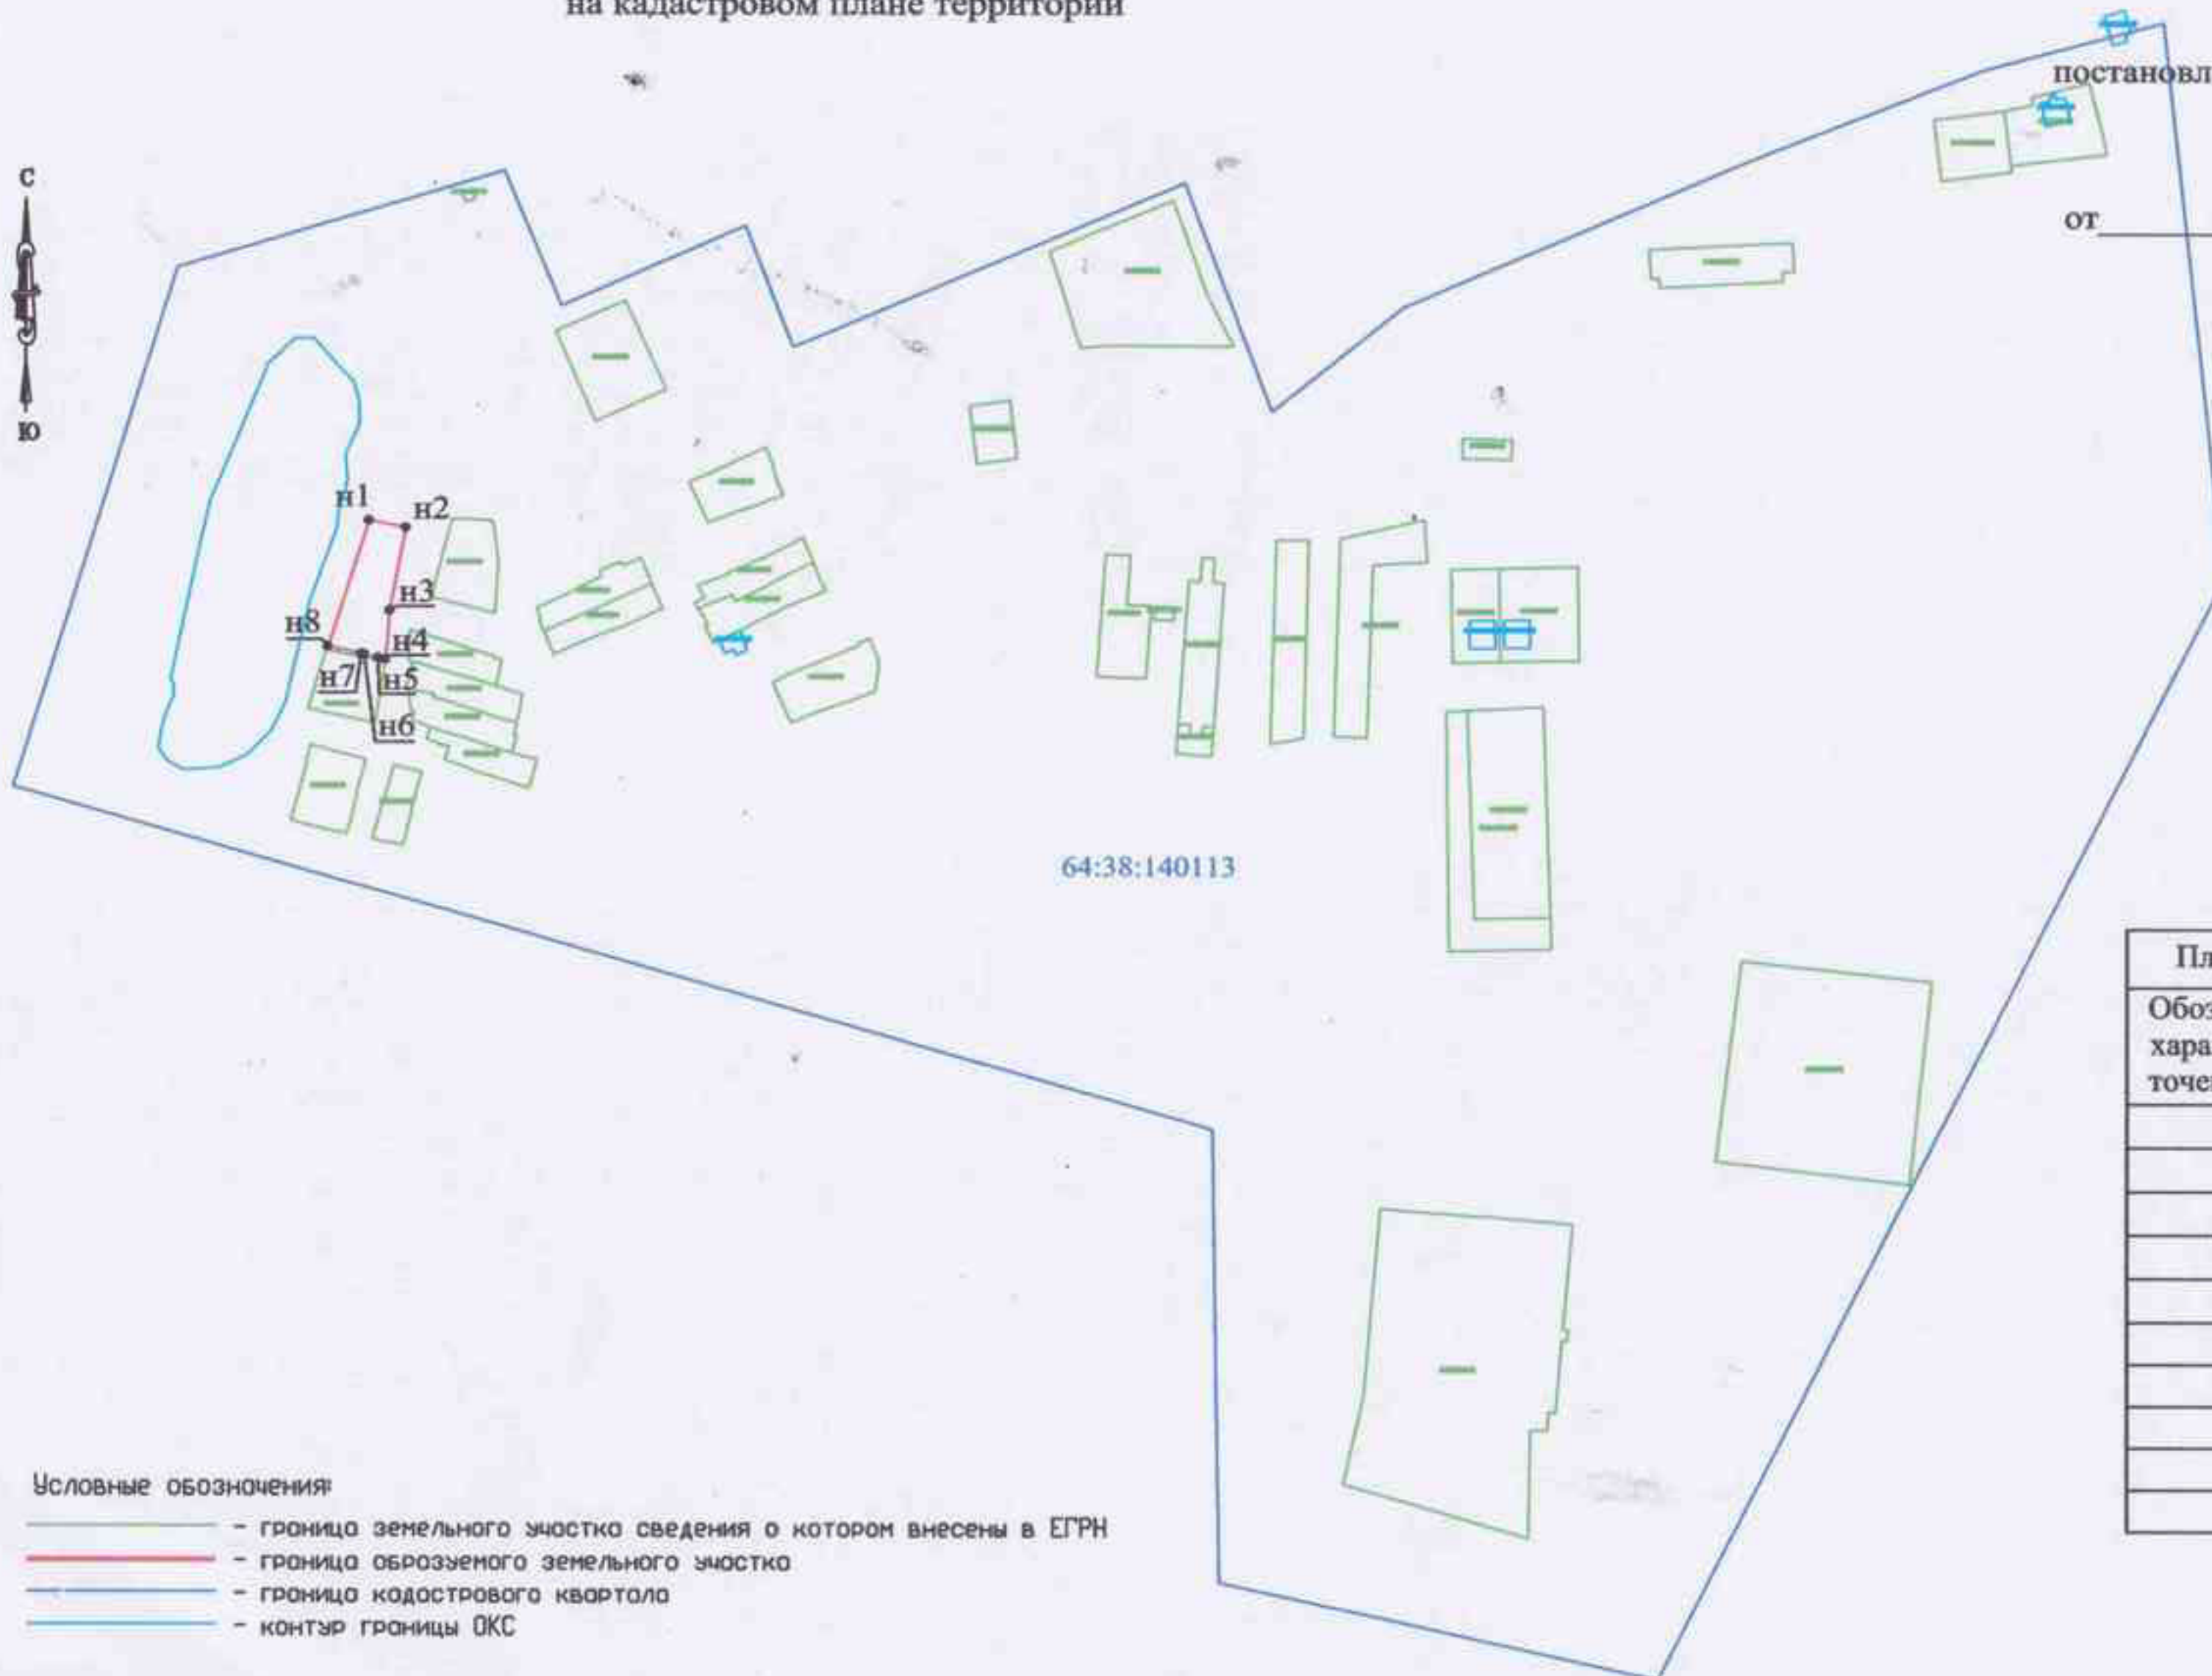 на кадастровом плане территории
постановл
от
С
Ю
н1
н2
н3
н8
н4
н7
н5
н6
64:38:140113
Пл
Обоз
хара
точе
Условные обозначения:
- граница земельного участка сведения о котором внесены в ЕГРН
- граница образуемого земельного участка
- граница кадастрового квартала
- контур границы ОКС